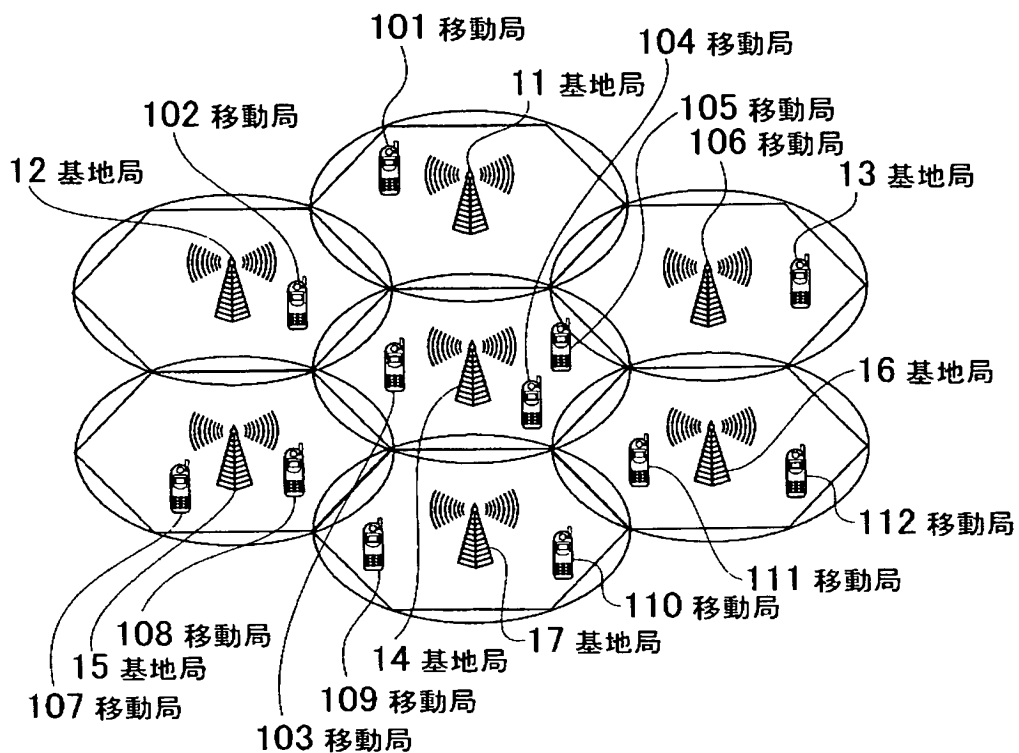 101 移動局
104 移動局
11 基地局
102 移動局
105 移動局
106 移動局
12 基地局
13 基地局
16 基地局
112 移動局
111 移動局
110 移動局
108 移動局
17 基地局
14 基地局
15 基地局
109 移動局
107 移動局
103 移動局